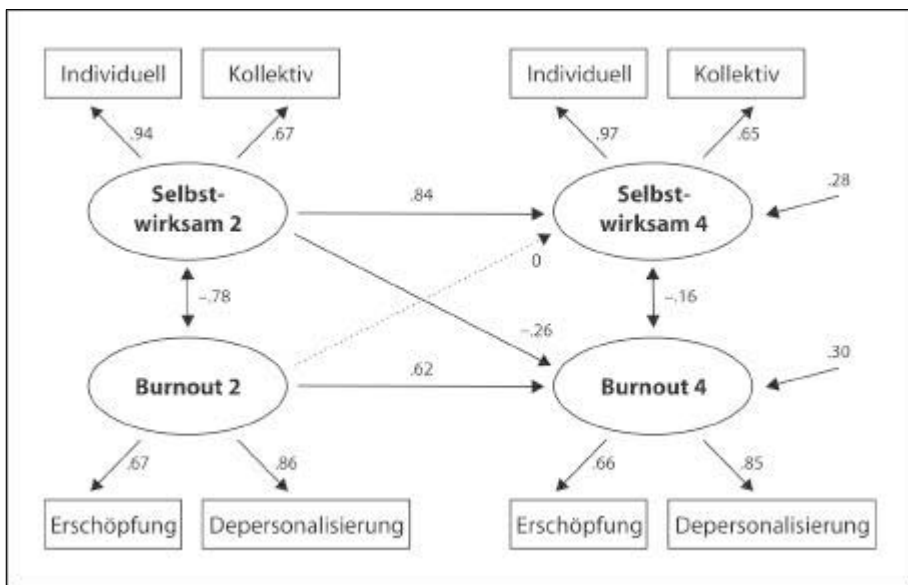 Individuell Kollektiv Individuell Kollektiv
.94 .67 .97 .65
Selbst-
wirksam 2
.84
Selbst-
wirksam 4
.28
0
–.78
–.16
–.26
Burnout 2
.62
Burnout 4
.30
.67 .86 .66 .85
Erschöpfung Depersonalisierung Erschöpfung Depersonalisierung